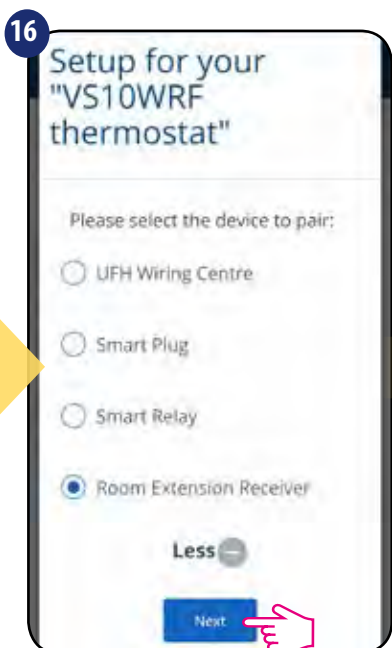 16
Setup for your
"VS10WRF
thermostat"
Please select the device to pair:
UFH Wiring Centre
Smart Plug
Smart Relay
Room Extension Receiver
Less
Next